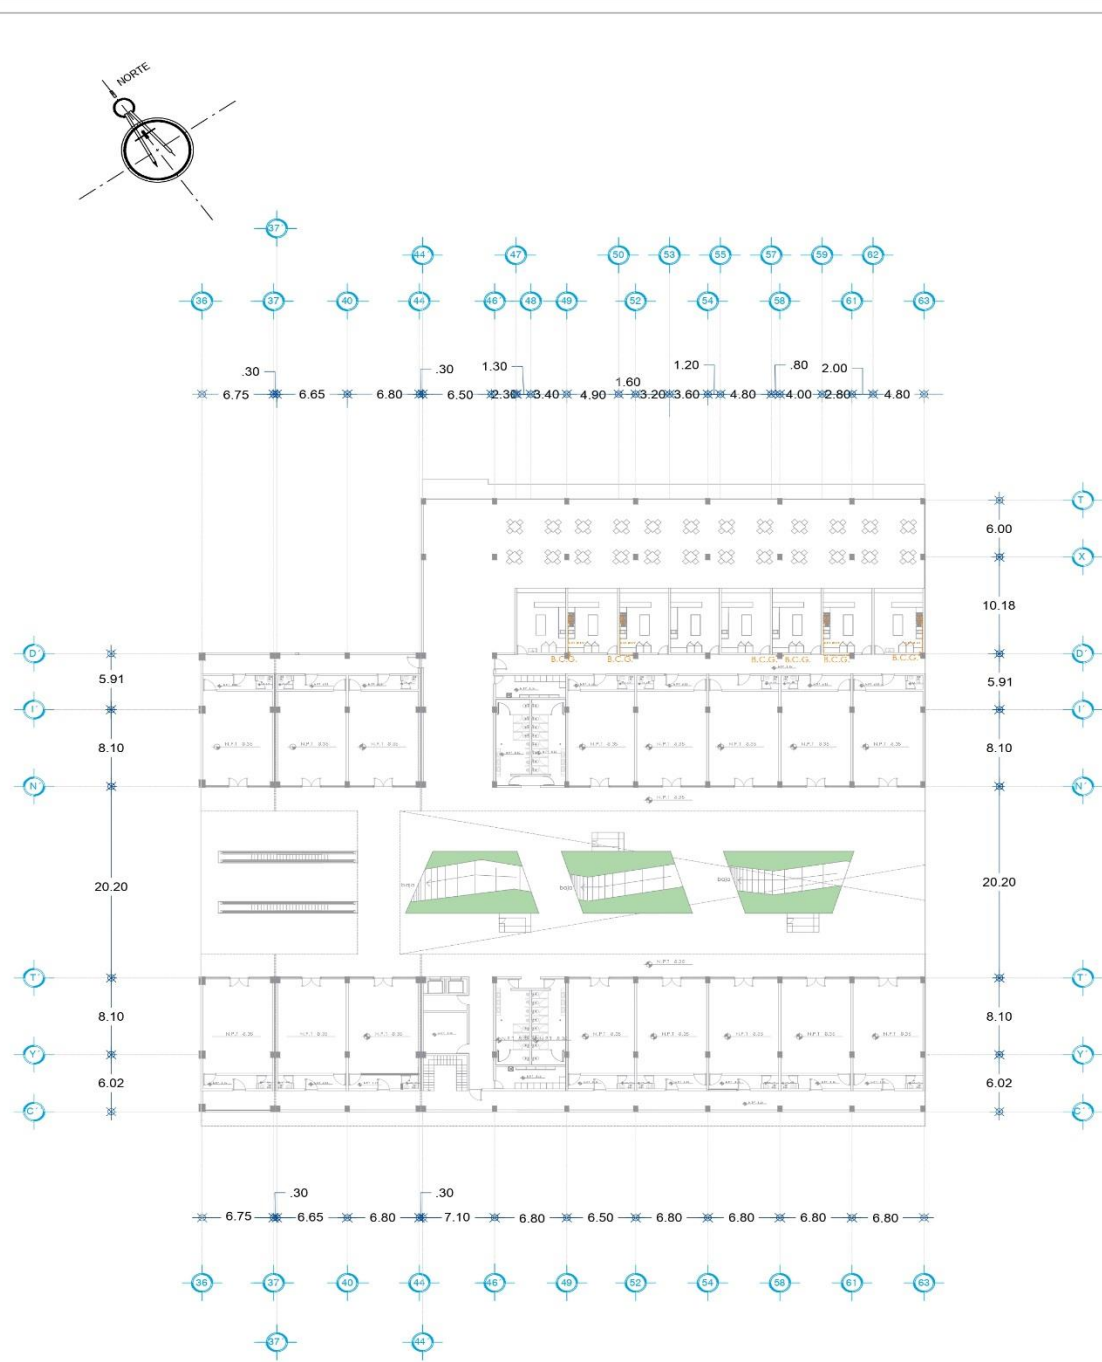 NORTE
37´
44´ 47 50 53 55 57 59 62
36 37 40 44 46´ 48 49 52 54 58 61 63
.30 .30 1.30 1.60 1.20 .80 2.00
6.75 6.65 6.80 6.50 2.30 3.40 4.90 3.20 3.60 4.80 4.00 2.80 4.80
T
6.00
X
10.18
B.C.G. B.C.G. B.C.G. B.C.G. B.C.G. B.C.G.
D´ D´
5.91 5.91
I´ I´
N.P.T N.P.T N.P.T N.P.T N.P.T N.P.T N.P.T N.P.T
8.10 8.10
N N´
N.P.T
20.20 20.20
baja baja baja
N.P.T
T´ T´
8.10 8.10
N.P.T N.P.T N.P.T N.P.T N.P.T N.P.T N.P.T N.P.T
Y´ Y´
6.02 6.02
C´ C´
.30 .30
6.75 6.65 6.80 7.10 6.80 6.50 6.80 6.80 6.80 6.80
36 37 40 44 46´ 49 52 54 58 61 63
37´ 44´